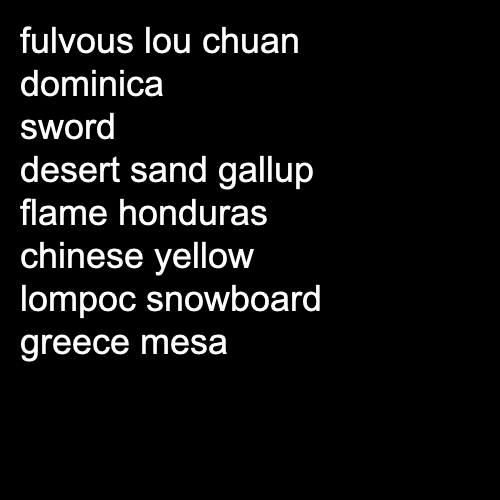 fulvous lou chuan
dominica
sword
desert sand gallup
flame honduras
chinese yellow
lompoc snowboard
greece mesa